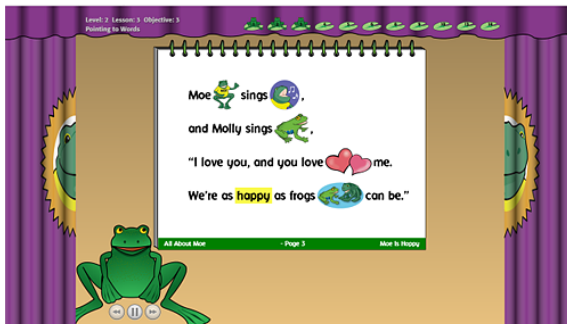 Level: 2 Lesson: 3 Objective: 3
Pointing to Words
Moe sings ,
and Molly sings ,
“I love you, and you love me.
We're as happy as frogs can be.”
All About Moe - Page 3 Moe Is Happy